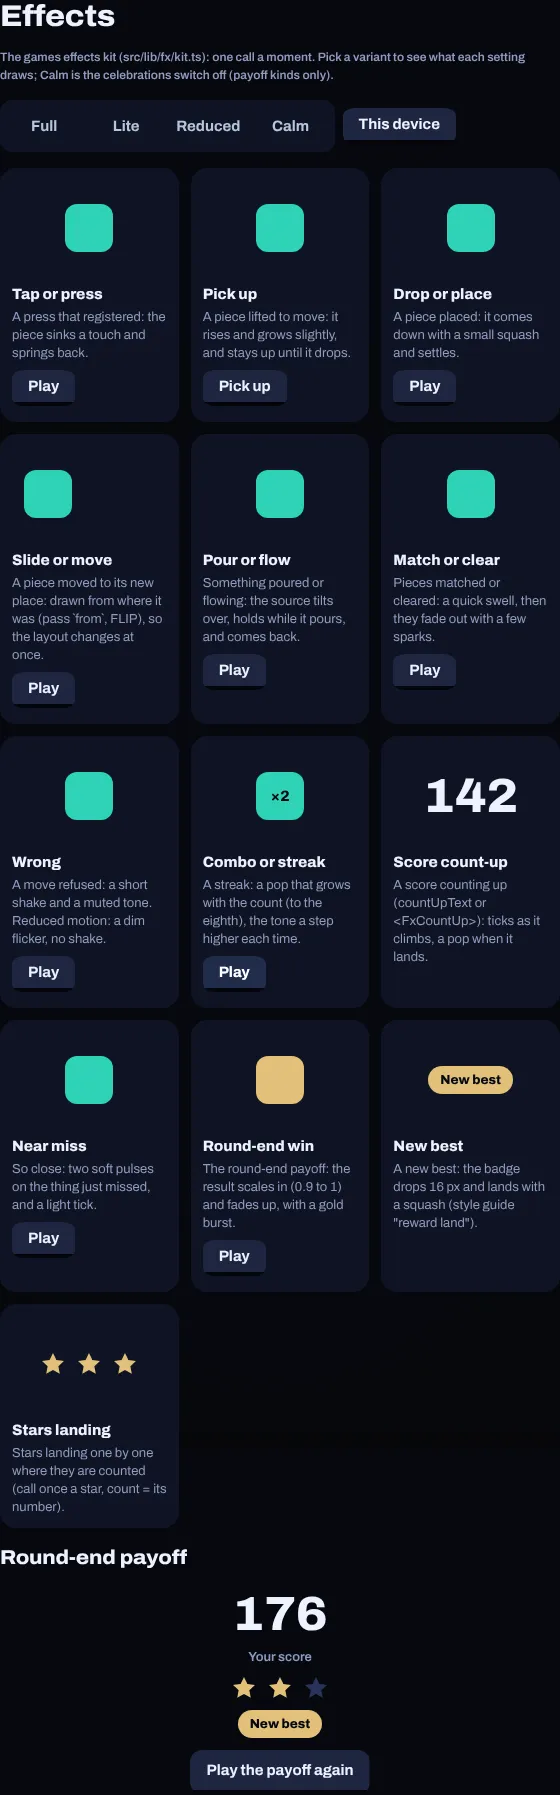 Effects
The games effects kit (src/lib/fx/kit.ts): one call a moment. Pick a variant to see what each setting
draws; Calm is the celebrations switch off (payoff kinds only).
Full Lite Reduced Calm This device
Tap or press
A press that registered: the
piece sinks a touch and
springs back.
Play
Pick up
A piece lifted to move: it
rises and grows slightly,
and stays up until it drops.
Pick up
Drop or place
A piece placed: it comes
down with a small squash
and settles.
Play
Slide or move
A piece moved to its new
place: drawn from where it
was (pass `from`, FLIP), so
the layout changes at
once.
Play
Pour or flow
Something poured or
flowing: the source tilts
over, holds while it pours,
and comes back.
Play
Match or clear
Pieces matched or
cleared: a quick swell, then
they fade out with a few
sparks.
Play
Wrong
A move refused: a short
shake and a muted tone.
Reduced motion: a dim
flicker, no shake.
Play
×2
Combo or streak
A streak: a pop that grows
with the count (to the
eighth), the tone a step
higher each time.
Play
142
Score count-up
A score counting up
(countUpText or
<FxCountUp>): ticks as it
climbs, a pop when it
lands.
Near miss
So close: two soft pulses
on the thing just missed,
and a light tick.
Play
Round-end win
The round-end payoff: the
result scales in (0.9 to 1)
and fades up, with a gold
burst.
Play
New best
New best
A new best: the badge
drops 16 px and lands with
a squash (style guide
"reward land").
Stars landing
Stars landing one by one
where they are counted
(call once a star, count = its
number).
Round-end payoff
176
Your score
New best
Play the payoff again